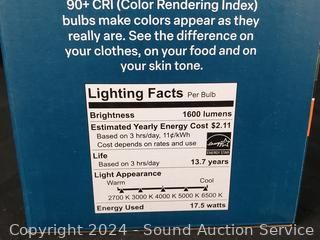 90+ CRI (Color Rendering Index)
bulbs make colors appear as they
really are. See the difference on
your clothes, on your food and on
your skin tone.
Lighting Facts Per Bulb
Brightness 1600 lumens
Estimated Yearly Energy Cost $2.11
Based on 3 hrs/day, 11¢/kWh
Cost depends on rates and use
ENERGY STAR
Life
Based on 3 hrs/day 13.7 years
Light Appearance
Warm Cool
2700 K 3000 K 4000 K 5000 K 6500 K
Energy Used 17.5 watts
Copyright 2024 - Sound Auction Service